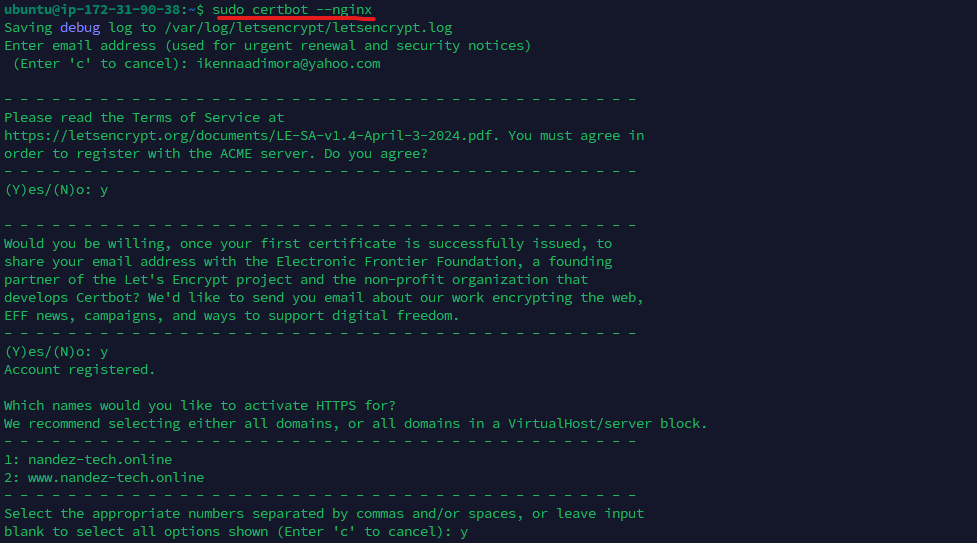 ubuntu@ip-172-31-90-38:~$ sudo certbot --nginx
Saving debug log to /var/log/letsencrypt/letsencrypt.log
Enter email address (used for urgent renewal and security notices)
 (Enter 'c' to cancel): ikennaadimora@yahoo.com

- - - - - - - - - - - - - - - - - - - - - - - - - - - - - - - - - - - - - - - -
Please read the Terms of Service at
https://letsencrypt.org/documents/LE-SA-v1.4-April-3-2024.pdf. You must agree in
order to register with the ACME server. Do you agree?
- - - - - - - - - - - - - - - - - - - - - - - - - - - - - - - - - - - - - - - -
(Y)es/(N)o: y

- - - - - - - - - - - - - - - - - - - - - - - - - - - - - - - - - - - - - - - -
Would you be willing, once your first certificate is successfully issued, to
share your email address with the Electronic Frontier Foundation, a founding
partner of the Let's Encrypt project and the non-profit organization that
develops Certbot? We'd like to send you email about our work encrypting the web,
EFF news, campaigns, and ways to support digital freedom.
- - - - - - - - - - - - - - - - - - - - - - - - - - - - - - - - - - - - - - - -
(Y)es/(N)o: y
Account registered.

Which names would you like to activate HTTPS for?
We recommend selecting either all domains, or all domains in a VirtualHost/server block.
- - - - - - - - - - - - - - - - - - - - - - - - - - - - - - - - - - - - - - - -
1: nandez-tech.online
2: www.nandez-tech.online
- - - - - - - - - - - - - - - - - - - - - - - - - - - - - - - - - - - - - - - -
Select the appropriate numbers separated by commas and/or spaces, or leave input
blank to select all options shown (Enter 'c' to cancel): y